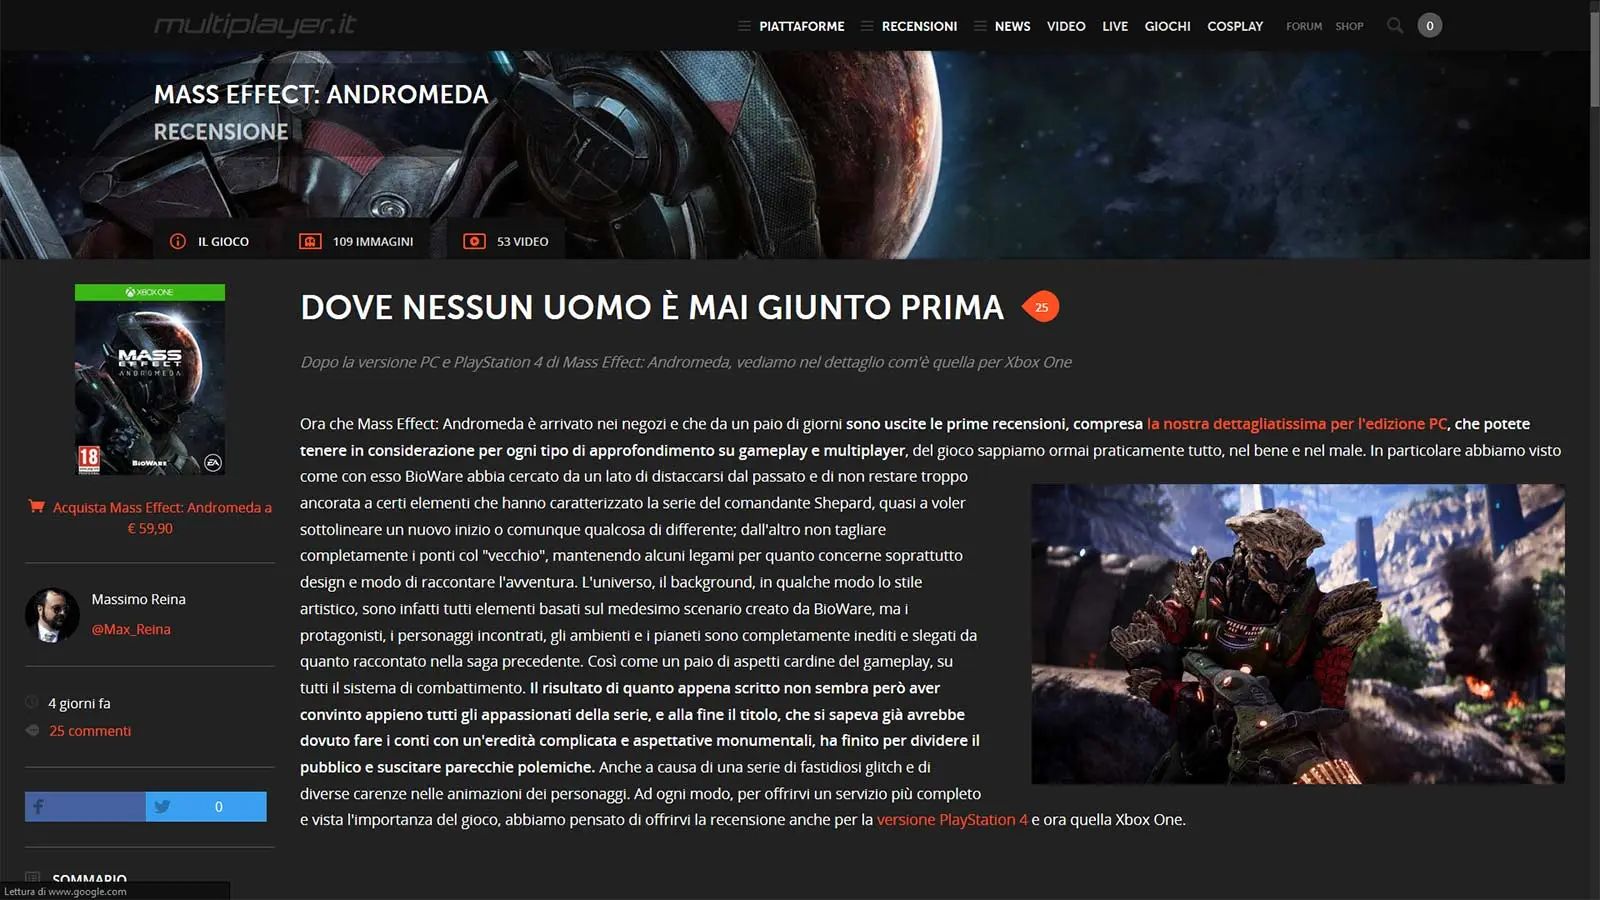 multiplayer.it
PIATTAFORME
RECENSIONI
NEWS
VIDEO
LIVE
GIOCHI
COSPLAY
FORUM
SHOP
0
MASS EFFECT: ANDROMEDA
RECENSIONE
IL GIOCO
109 IMMAGINI
53 VIDEO
XBOX ONE
MASS
EFFECT
ANDROMEDA
18
BIOWARE
EA
Acquista Mass Effect: Andromeda a
€ 59,90
Massimo Reina
@Max_Reina
4 giorni fa
25 commenti
0
SOMMARIO
Lettura di www.google.com
DOVE NESSUN UOMO È MAI GIUNTO PRIMA
25
Dopo la versione PC e PlayStation 4 di Mass Effect: Andromeda, vediamo nel dettaglio com'è quella per Xbox One
Ora che Mass Effect: Andromeda è arrivato nei negozi e che da un paio di giorni sono uscite le prime recensioni, compresa la nostra dettagliatissima per l'edizione PC, che potete
tenere in considerazione per ogni tipo di approfondimento su gameplay e multiplayer, del gioco sappiamo ormai praticamente tutto, nel bene e nel male. In particolare abbiamo visto
come con esso BioWare abbia cercato da un lato di distaccarsi dal passato e di non restare troppo
ancorata a certi elementi che hanno caratterizzato la serie del comandante Shepard, quasi a voler
sottolineare un nuovo inizio o comunque qualcosa di differente; dall'altro non tagliare
completamente i ponti col "vecchio", mantenendo alcuni legami per quanto concerne soprattutto
design e modo di raccontare l'avventura. L'universo, il background, in qualche modo lo stile
artistico, sono infatti tutti elementi basati sul medesimo scenario creato da BioWare, ma i
protagonisti, i personaggi incontrati, gli ambienti e i pianeti sono completamente inediti e slegati da
quanto raccontato nella saga precedente. Così come un paio di aspetti cardine del gameplay, su
tutti il sistema di combattimento. Il risultato di quanto appena scritto non sembra però aver
convinto appieno tutti gli appassionati della serie, e alla fine il titolo, che si sapeva già avrebbe
dovuto fare i conti con un'eredità complicata e aspettative monumentali, ha finito per dividere il
pubblico e suscitare parecchie polemiche. Anche a causa di una serie di fastidiosi glitch e di
diverse carenze nelle animazioni dei personaggi. Ad ogni modo, per offrirvi un servizio più completo
e vista l'importanza del gioco, abbiamo pensato di offrirvi la recensione anche per la versione PlayStation 4 e ora quella Xbox One.